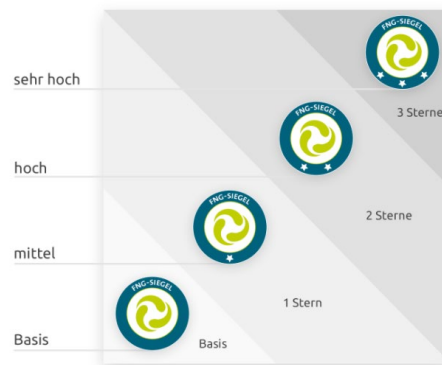 FNG-SIEGEL
sehr hoch
3 Sterne
FNG-SIEGEL
hoch
2 Sterne
FNG-SIEGEL
mittel
1 Stern
FNG-SIEGEL
Basis
Basis